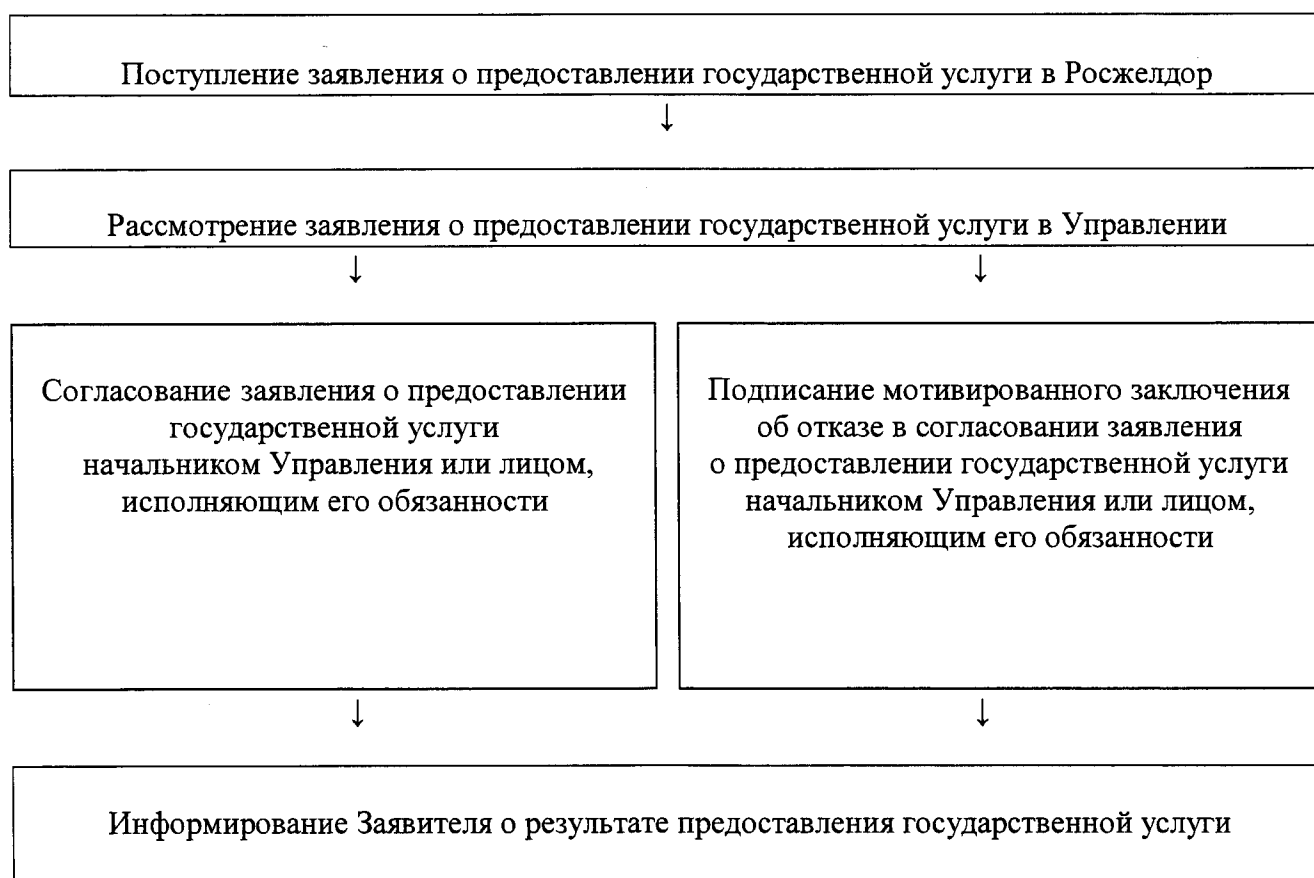 Поступление заявления о предоставлении государственной услуги в Росжелдор
↓
Рассмотрение заявления о предоставлении государственной услуги в Управлении
↓ ↓
Согласование заявления о предоставлении
государственной услуги
начальником Управления или лицом,
исполняющим его обязанности
Подписание мотивированного заключения
об отказе в согласовании заявления
о предоставлении государственной услуги
начальником Управления или лицом,
исполняющим его обязанности
↓ ↓
Информирование Заявителя о результате предоставления государственной услуги